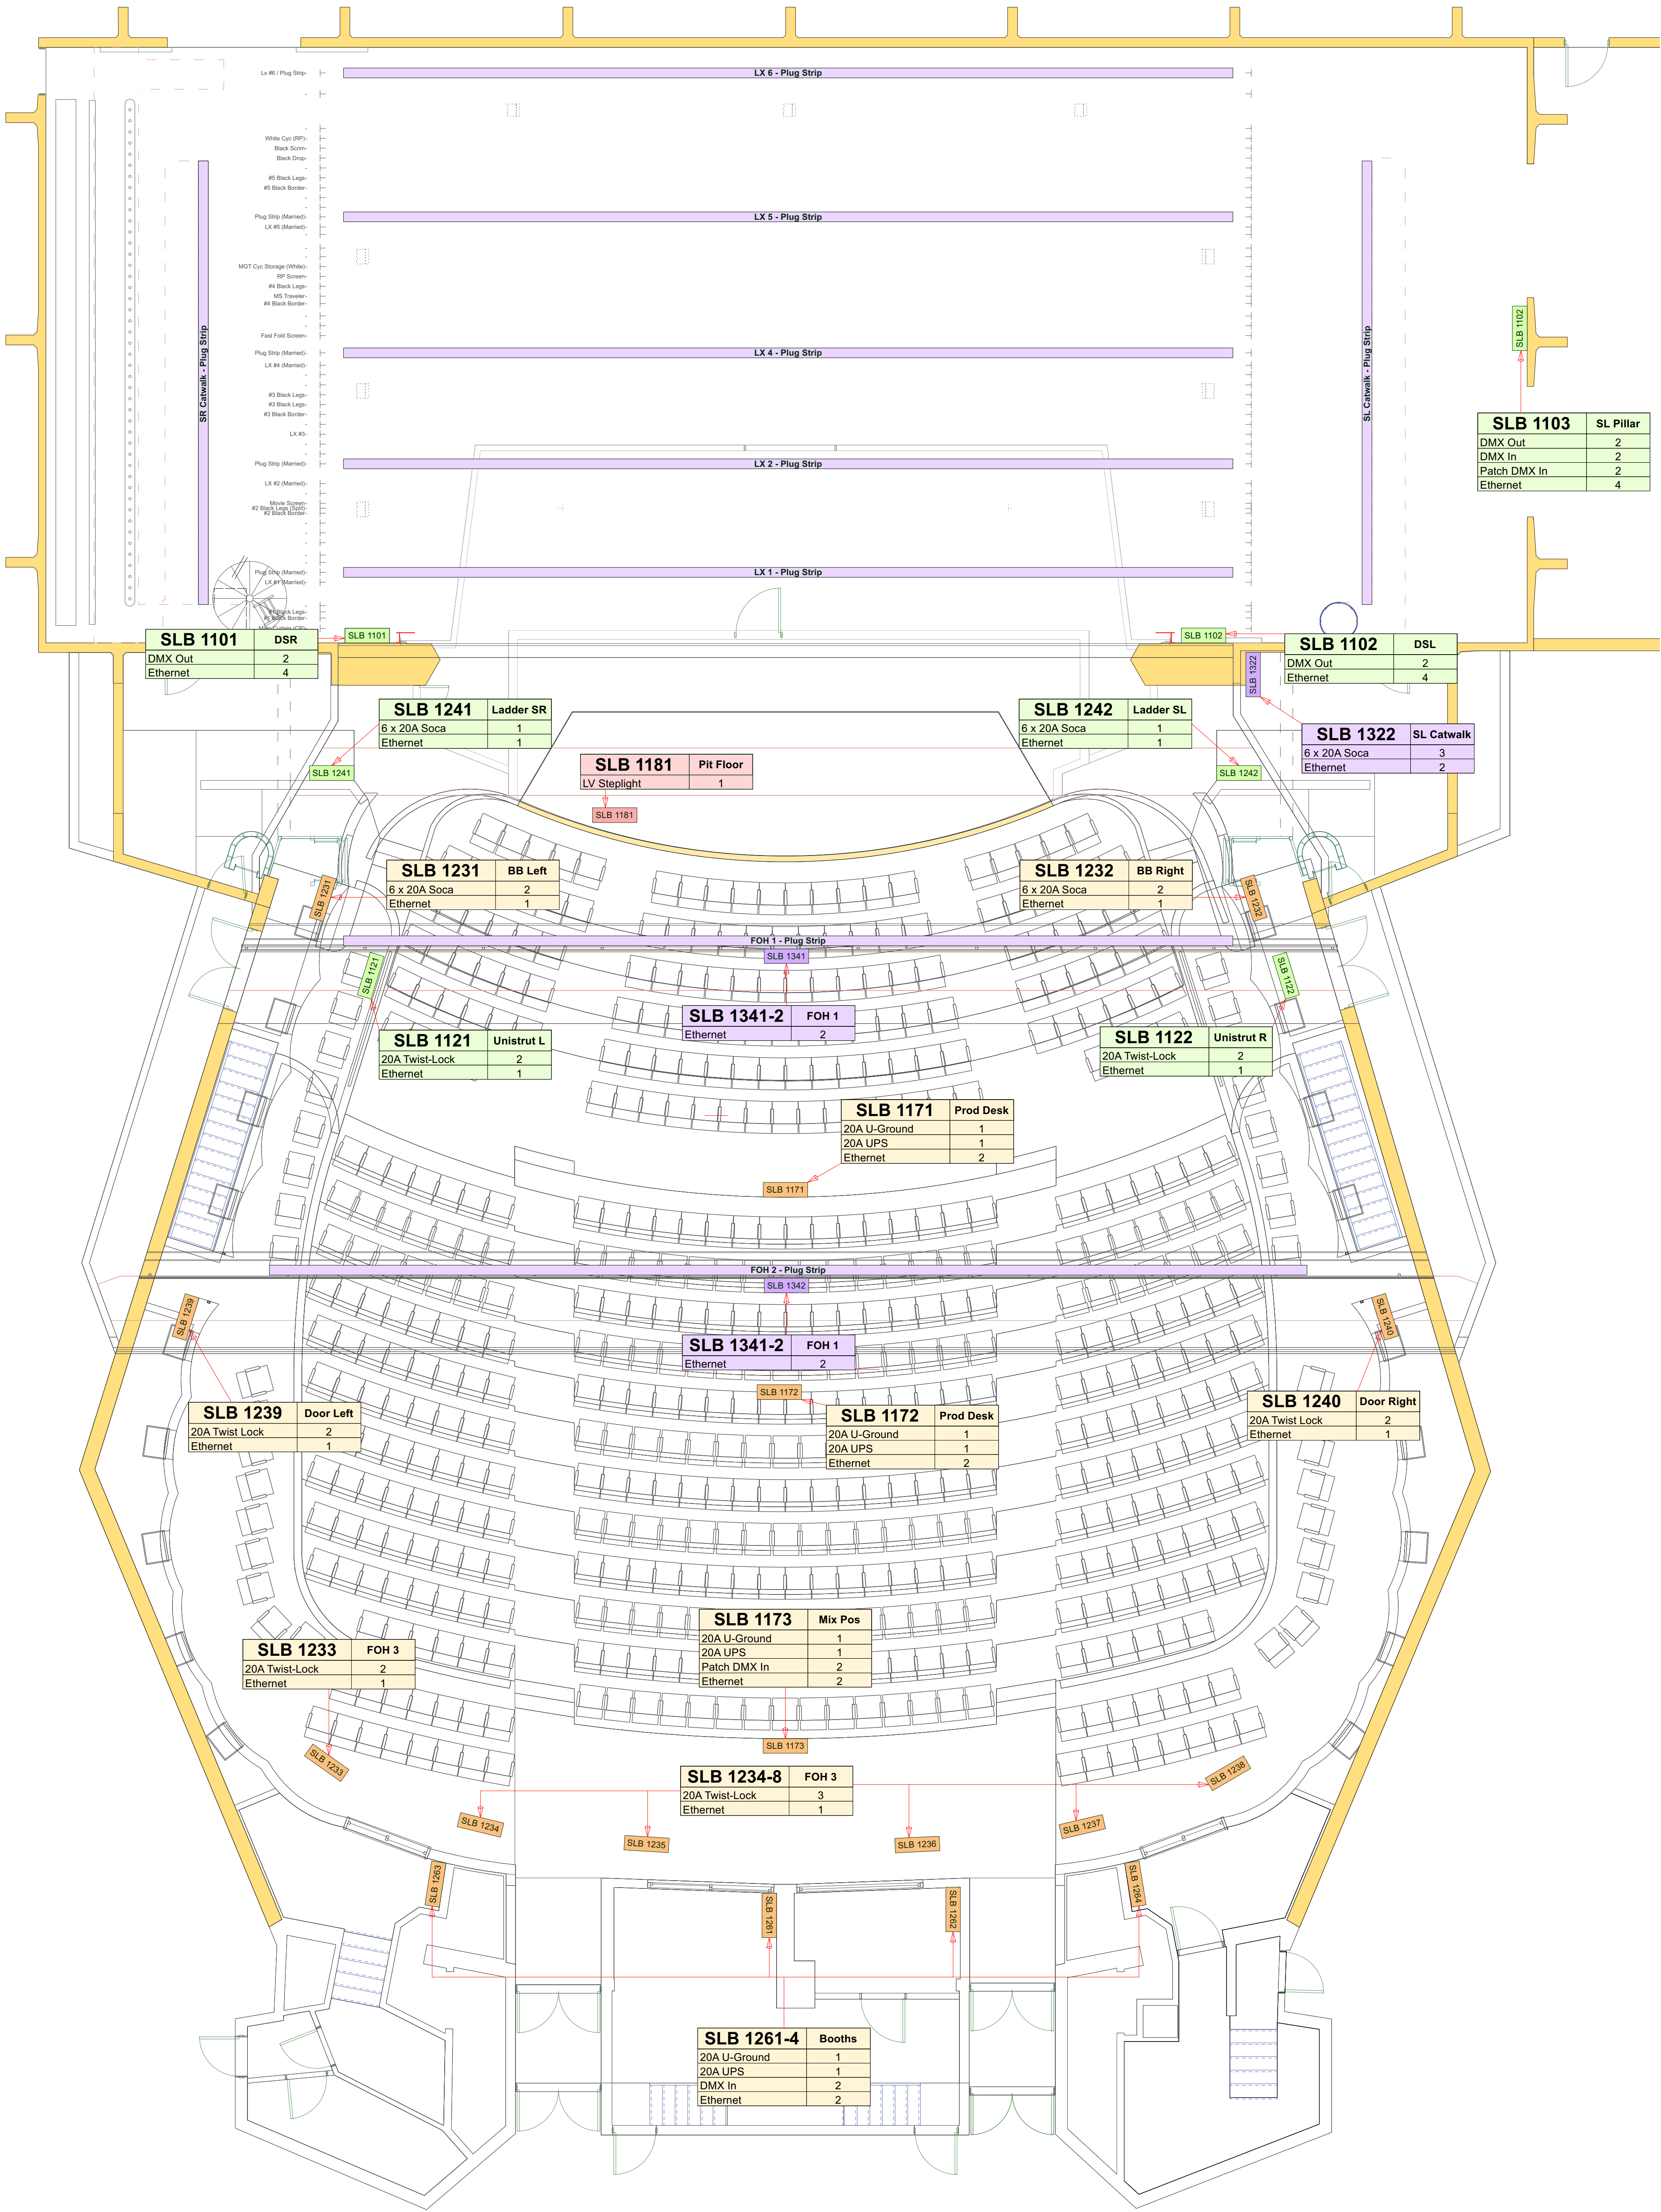 LX 6 - Plug Strip
Lx #6 / Plug Strip-
White Cyc (RP)-
Black Scrim-
Black Drop-
#5 Black Legs-
#5 Black Border-
Plug Strip (Married)-
LX 5 - Plug Strip
LX #5 (Married)-
MGT Cyc Storage (White)-
RP Screen-
#4 Black Legs-
MS Traveler-
#4 Black Border-
Fast Fold Screen-
Plug Strip (Married)-
LX 4 - Plug Strip
LX #4 (Married)-
#3 Black Legs-
#3 Black Legs-
#3 Black Border-
LX #3-
Plug Strip (Married)-
LX 2 - Plug Strip
LX #2 (Married)-
Movie Screen-
#2 Black Legs (Split)-
#2 Black Border-
Plug Strip (Married)-
LX 1 - Plug Strip
LX #1 (Married)-
#1 Black Legs-
#1 Black Border-
SR Catwalk - Plug Strip
SL Catwalk - Plug Strip
SLB 1102
SLB 1103 SL Pillar
DMX Out 2
DMX In 2
Patch DMX In 2
Ethernet 4
SLB 1101 DSR
DMX Out 2
Ethernet 4
SLB 1101
SLB 1102
SLB 1102 DSL
DMX Out 2
Ethernet 4
SLB 1322
SLB 1241 Ladder SR
6 x 20A Soca 1
Ethernet 1
SLB 1242 Ladder SL
6 x 20A Soca 1
Ethernet 1
SLB 1322 SL Catwalk
6 x 20A Soca 3
Ethernet 2
SLB 1241
SLB 1242
SLB 1181 Pit Floor
LV Steplight 1
SLB 1181
SLB 1231 BB Left
6 x 20A Soca 2
Ethernet 1
SLB 1232 BB Right
6 x 20A Soca 2
Ethernet 1
SLB 1231
SLB 1232
FOH 1 - Plug Strip
SLB 1341
SLB 1121
SLB 1122
SLB 1341-2 FOH 1
Ethernet 2
SLB 1121 Unistrut L
20A Twist-Lock 2
Ethernet 1
SLB 1122 Unistrut R
20A Twist-Lock 2
Ethernet 1
SLB 1171 Prod Desk
20A U-Ground 1
20A UPS 1
Ethernet 2
SLB 1171
FOH 2 - Plug Strip
SLB 1342
SLB 1239
SLB 1240
SLB 1341-2 FOH 1
Ethernet 2
SLB 1172
SLB 1239 Door Left
20A Twist Lock 2
Ethernet 1
SLB 1172 Prod Desk
20A U-Ground 1
20A UPS 1
Ethernet 2
SLB 1240 Door Right
20A Twist Lock 2
Ethernet 1
SLB 1173 Mix Pos
20A U-Ground 1
20A UPS 1
Patch DMX In 2
Ethernet 2
SLB 1233 FOH 3
20A Twist-Lock 2
Ethernet 1
SLB 1173
SLB 1233
SLB 1234-8 FOH 3
20A Twist-Lock 3
Ethernet 1
SLB 1238
SLB 1234
SLB 1235
SLB 1236
SLB 1237
SLB 1263
SLB 1261
SLB 1262
SLB 1264
SLB 1261-4 Booths
20A U-Ground 1
20A UPS 1
DMX In 2
Ethernet 2